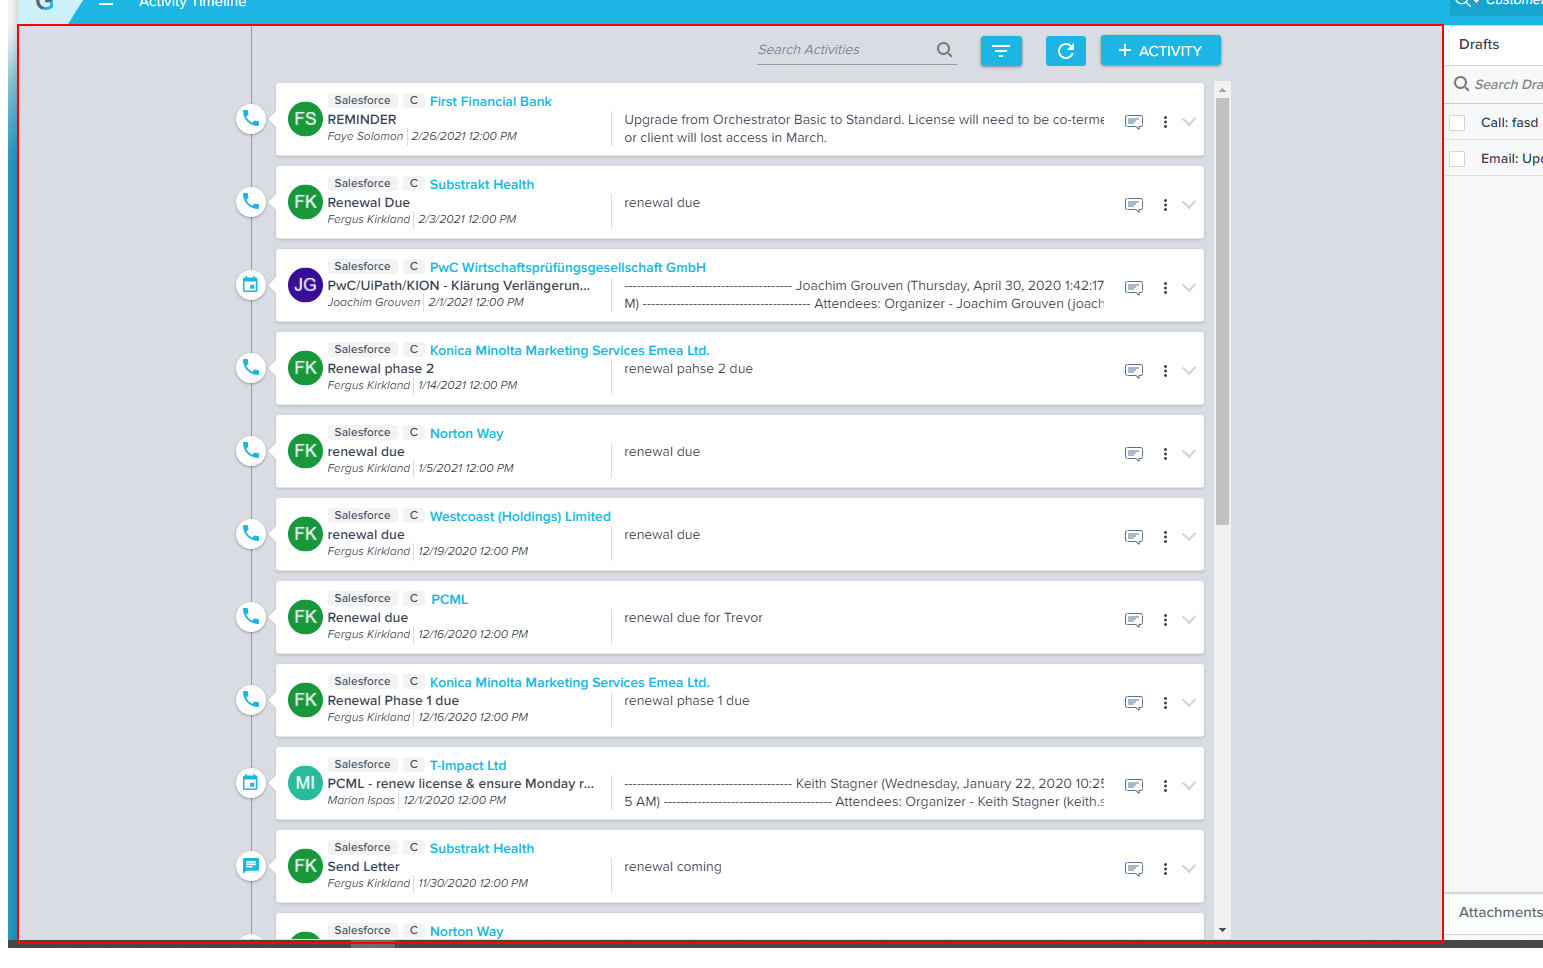 G
Activity Timeline
Customer
Search Activities
+ ACTIVITY
Drafts
Search Dra
Call: fasd
Email: Upd
Salesforce C First Financial Bank
FS
REMINDER
Faye Solomon 2/26/2021 12:00 PM
Upgrade from Orchestrator Basic to Standard. License will need to be co-terme
or client will lost access in March.
Salesforce C Substrakt Health
FK
Renewal Due
Fergus Kirkland 2/3/2021 12:00 PM
renewal due
Salesforce C PwC Wirtschaftsprüfüngsgesellschaft GmbH
JG
PwC/UiPath/KION - Klärung Verlängerun...
Joachim Grouven 2/1/2021 12:00 PM
---------------------------------------- Joachim Grouven (Thursday, April 30, 2020 1:42:17
M) ---------------------------------------- Attendees: Organizer - Joachim Grouven (joach
Salesforce C Konica Minolta Marketing Services Emea Ltd.
FK
Renewal phase 2
Fergus Kirkland 1/14/2021 12:00 PM
renewal pahse 2 due
Salesforce C Norton Way
FK
renewal due
Fergus Kirkland 1/5/2021 12:00 PM
renewal due
Salesforce C Westcoast (Holdings) Limited
FK
renewal due
Fergus Kirkland 12/19/2020 12:00 PM
renewal due
Salesforce C PCML
FK
Renewal due
Fergus Kirkland 12/16/2020 12:00 PM
renewal due for Trevor
Salesforce C Konica Minolta Marketing Services Emea Ltd.
FK
Renewal Phase 1 due
Fergus Kirkland 12/16/2020 12:00 PM
renewal phase 1 due
Salesforce C T-Impact Ltd
MI
PCML - renew license & ensure Monday r...
Marian Ispas 12/1/2020 12:00 PM
---------------------------------------- Keith Stagner (Wednesday, January 22, 2020 10:25
5 AM) ---------------------------------------- Attendees: Organizer - Keith Stagner (keith.s
Salesforce C Substrakt Health
FK
Send Letter
Fergus Kirkland 11/30/2020 12:00 PM
renewal coming
Salesforce C Norton Way
Attachments